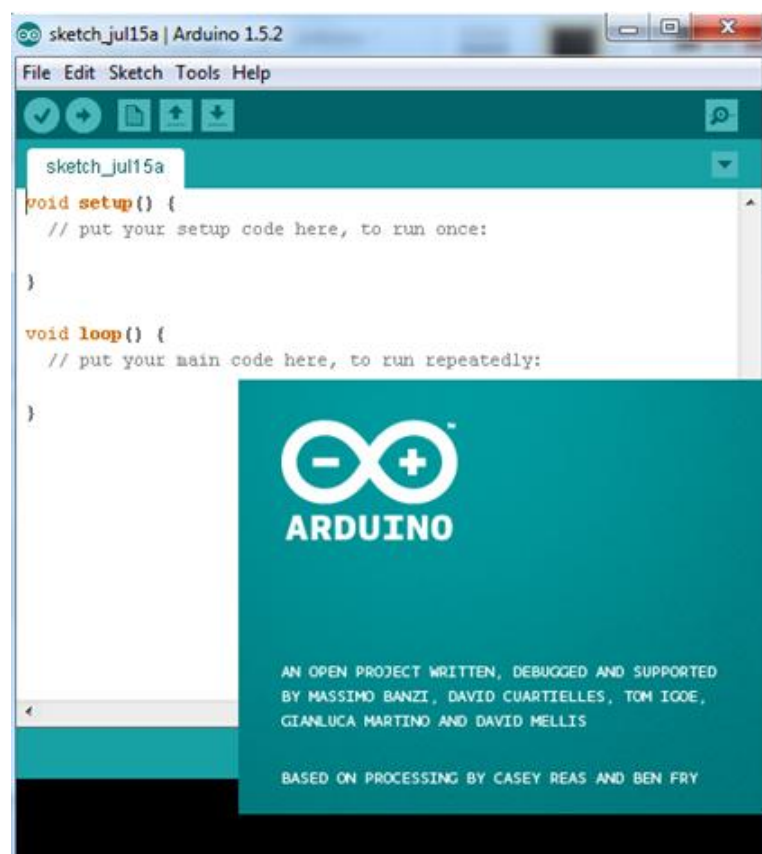 sketch_jul15a | Arduino 1.5.2
File Edit Sketch Tools Help
sketch_jul15a
void setup() {
// put your setup code here, to run once:
}
void loop() {
// put your main code here, to run repeatedly:
}
ARDUINO
AN OPEN PROJECT WRITTEN, DEBUGGED AND SUPPORTED
BY MASSIMO BANZI, DAVID CUARTIELLES, TOM IGOE,
GIANLUCA MARTINO AND DAVID MELLIS
BASED ON PROCESSING BY CASEY REAS AND BEN FRY